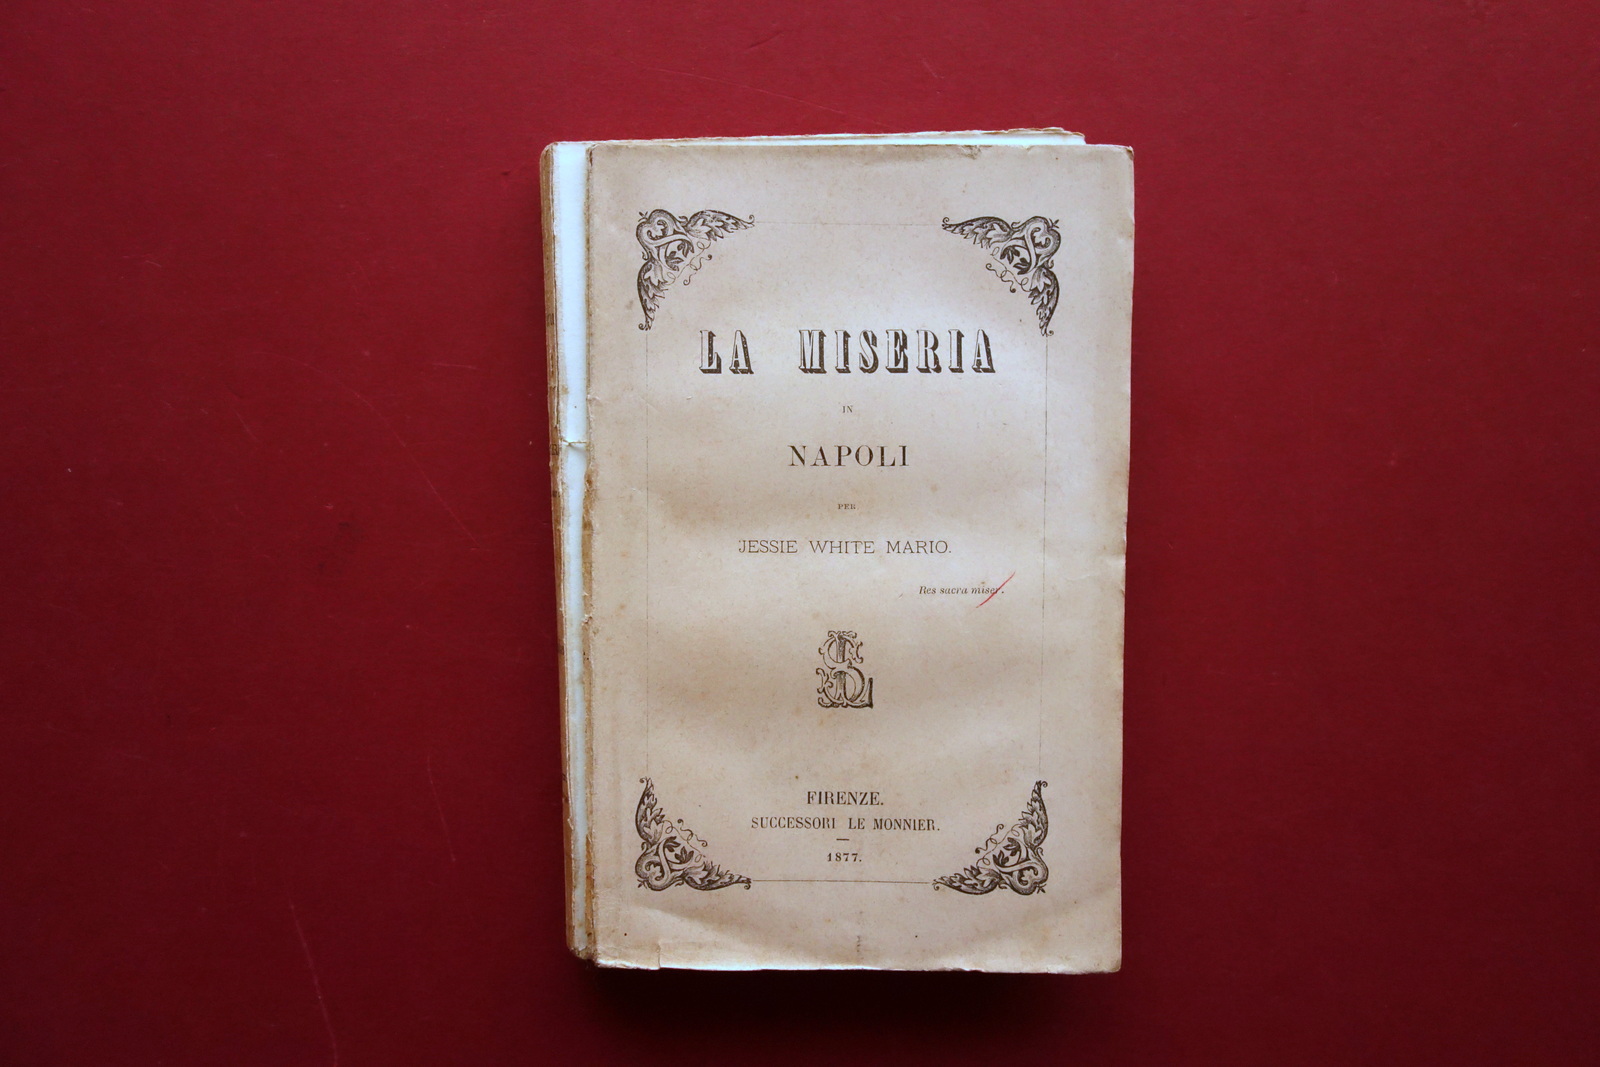 LA MISERIA
IN
NAPOLI
PER
JESSIE WHITE MARIO.
Res sacra miser.
FIRENZE.
SUCCESSORI LE MONNIER.
1877.